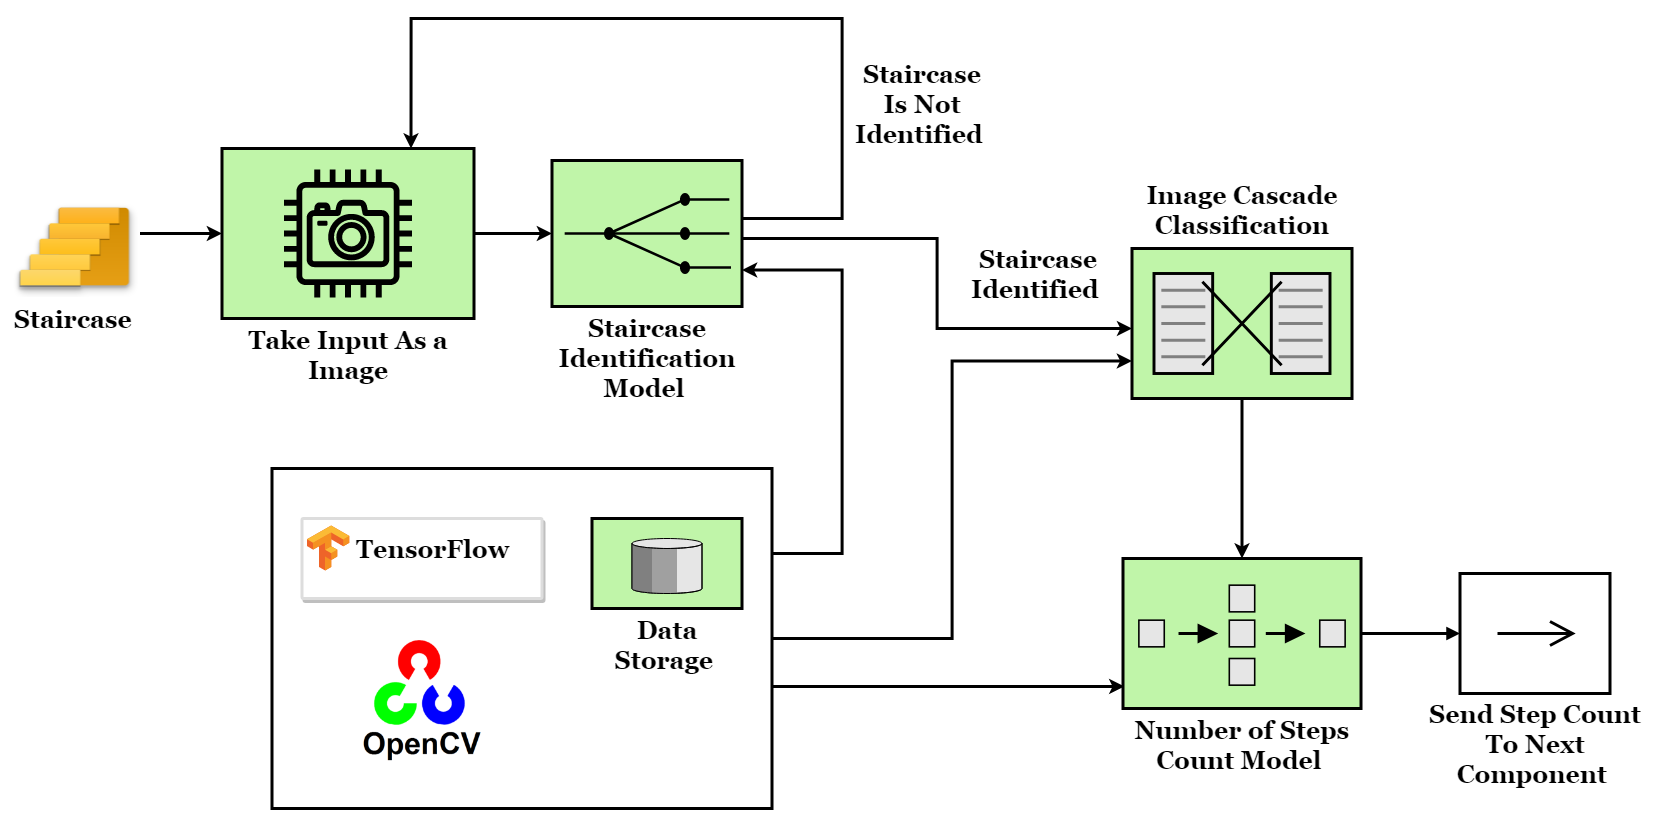 Staircase
Is Not
Identified
Image Cascade
Classification
Staircase
Identified
Staircase
Take Input As a
Image
Staircase
Identification
Model
TensorFlow
Data
Storage
OpenCV
Number of Steps
Count Model
Send Step Count
To Next
Component